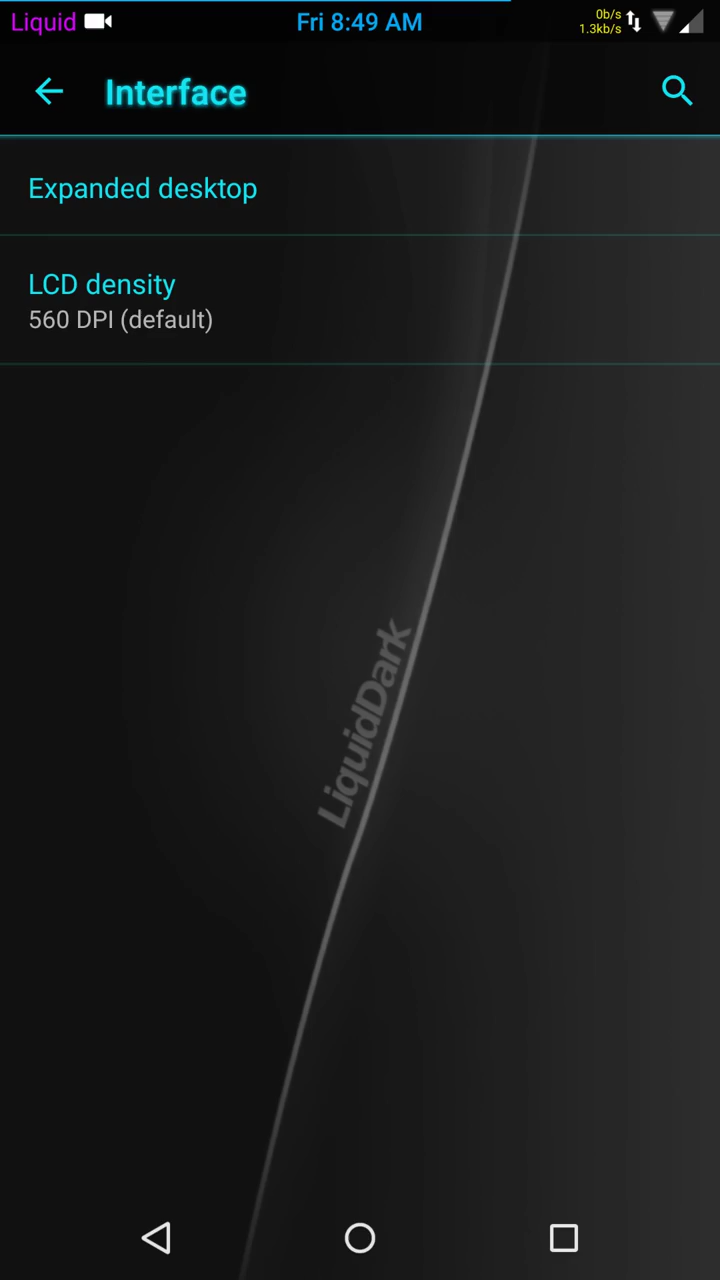 Liquid
Fri 8:49 AM
0b/s
1.3kb/s
Interface
Expanded desktop
LCD density
560 DPI (default)
LiquidDark